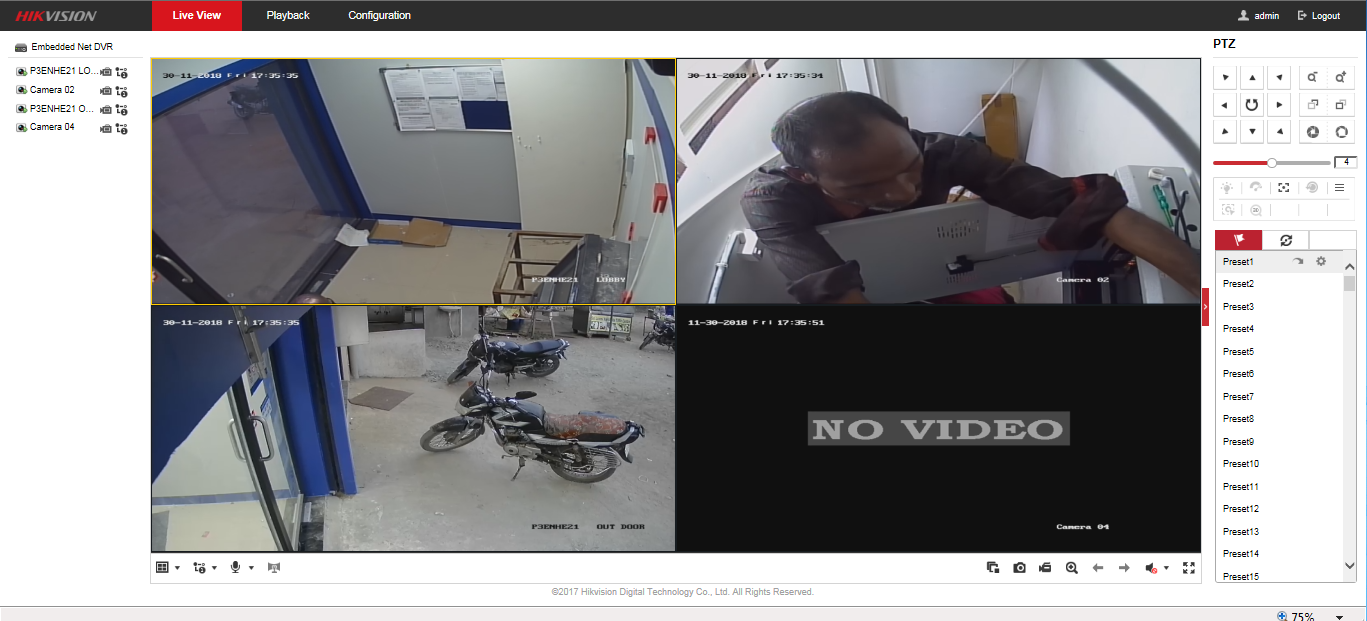 HIKVISION Live View Playback Configuration admin Logout
Embedded Net DVR
P3ENHE21 LO...
Camera 02
P3ENHE21 O...
Camera 04
30-11-2018 Fri 17:35:35
P3ENHE21 LOBBY
30-11-2018 Fri 17:35:34
Camera 02
30-11-2018 Fri 17:35:35
P3ENHE21 OUT DOOR
11-30-2018 Fri 17:35:51
NO VIDEO
Camera 04
PTZ
4
3D
Preset1
Preset2
Preset3
Preset4
Preset5
Preset6
Preset7
Preset8
Preset9
Preset10
Preset11
Preset12
Preset13
Preset14
Preset15
©2017 Hikvision Digital Technology Co., Ltd. All Rights Reserved.
75%